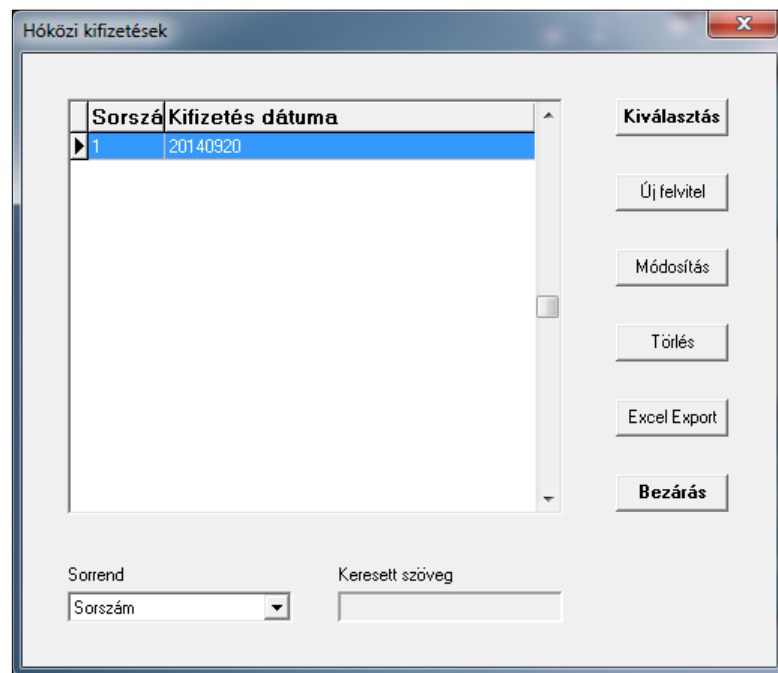 Hóközi kifizetések
Sorszá Kifizetés dátuma
1 20140920
Kiválasztás
Új felvitel
Módosítás
Törlés
Excel Export
Bezárás
Sorrend Keresett szöveg
Sorszám